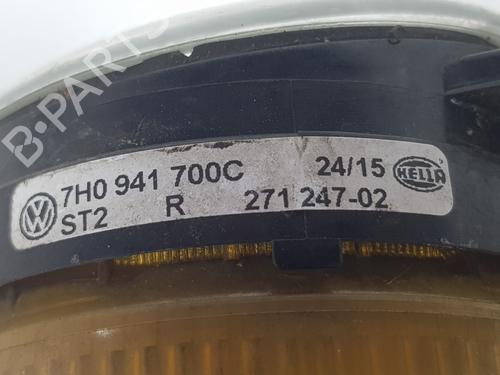 B-PARTS
7H0 941 700C 24/15 HELLA
ST2 R 271 247-02